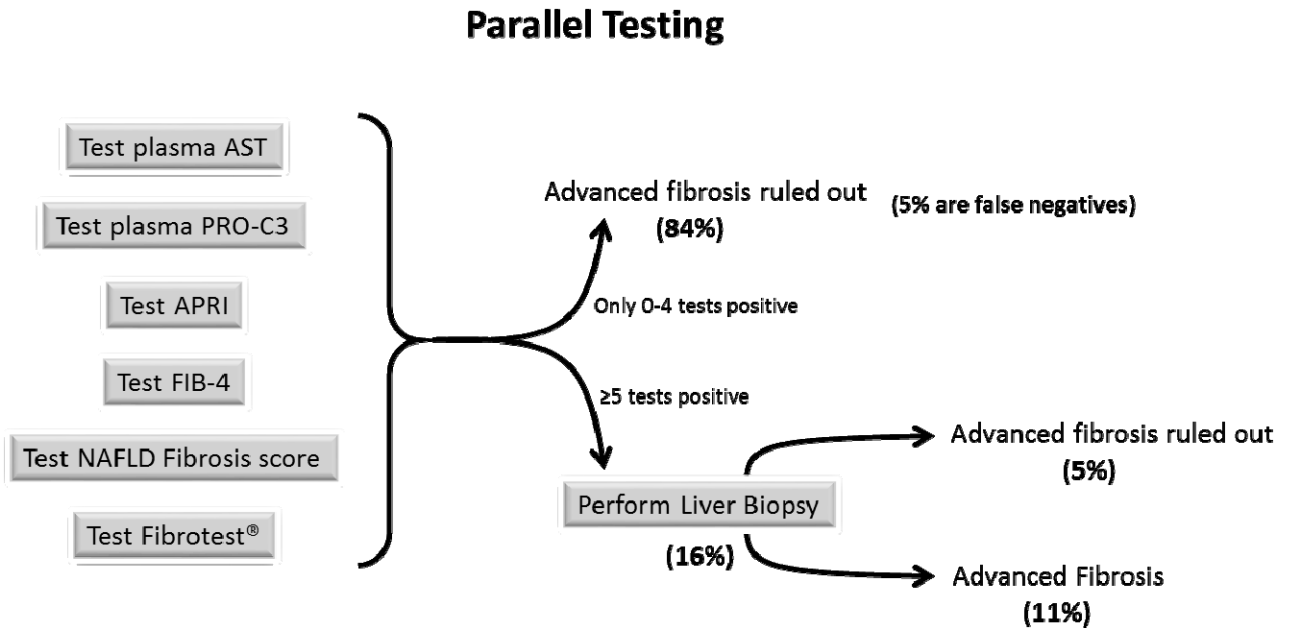 Parallel Testing
Test plasma AST
Test plasma PRO-C3
Test APRI
Test FIB-4
Test NAFLD Fibrosis score
Test Fibrotest®
Advanced fibrosis ruled out
(84%)
(5% are false negatives)
Only 0-4 tests positive
≥5 tests positive
Perform Liver Biopsy
(16%)
Advanced fibrosis ruled out
(5%)
Advanced Fibrosis
(11%)